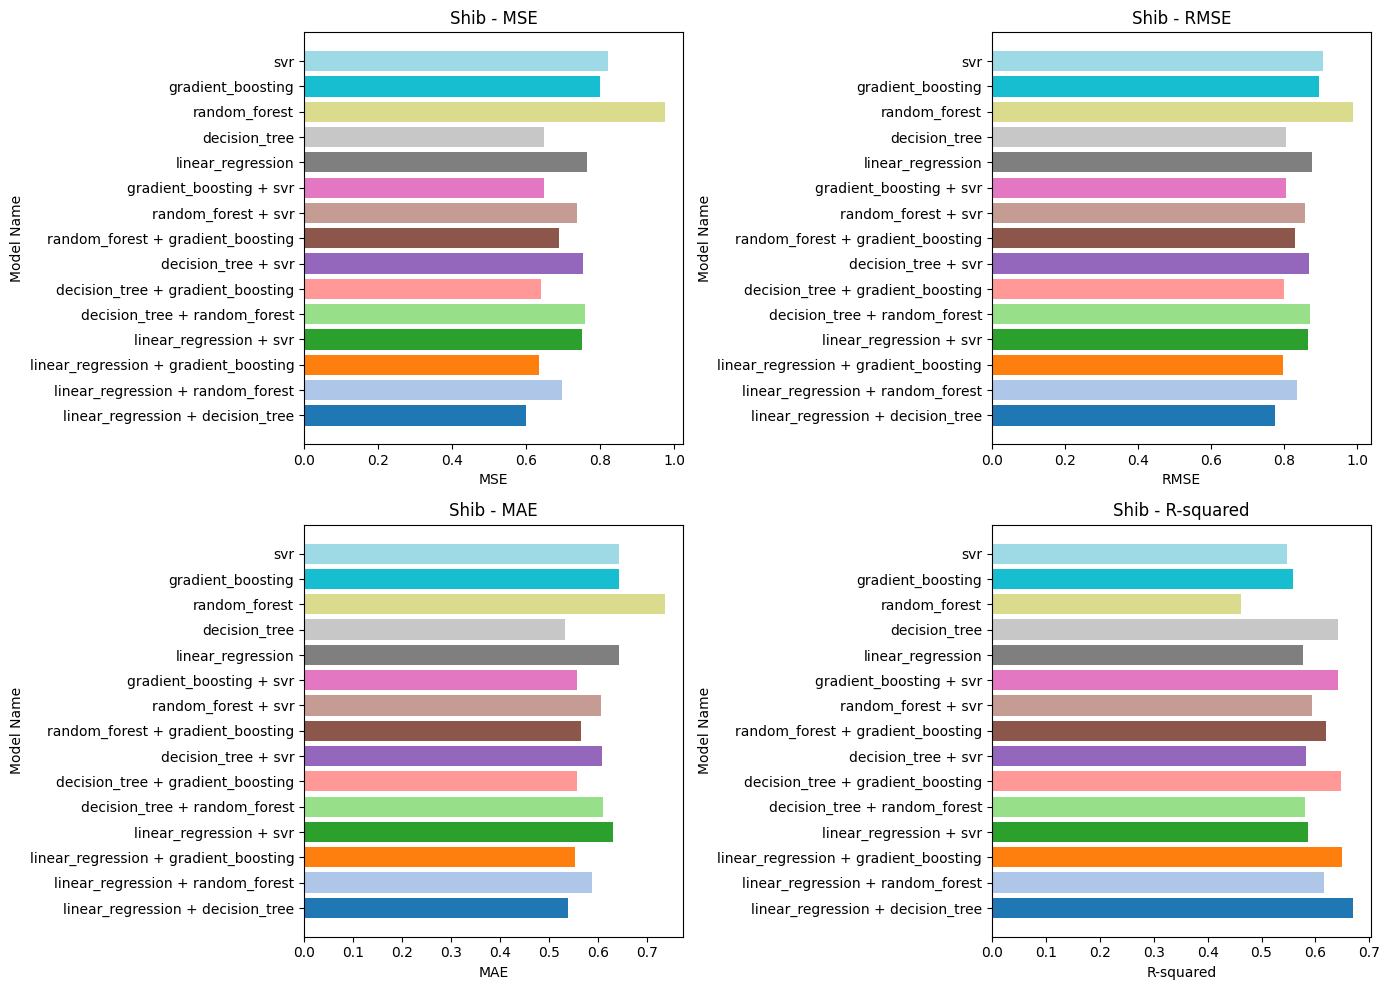 Shib - MSE
Model Name
svr
gradient_boosting
random_forest
decision_tree
linear_regression
gradient_boosting + svr
random_forest + svr
random_forest + gradient_boosting
decision_tree + svr
decision_tree + gradient_boosting
decision_tree + random_forest
linear_regression + svr
linear_regression + gradient_boosting
linear_regression + random_forest
linear_regression + decision_tree
0.0 0.2 0.4 0.6 0.8 1.0
MSE
Shib - RMSE
Model Name
svr
gradient_boosting
random_forest
decision_tree
linear_regression
gradient_boosting + svr
random_forest + svr
random_forest + gradient_boosting
decision_tree + svr
decision_tree + gradient_boosting
decision_tree + random_forest
linear_regression + svr
linear_regression + gradient_boosting
linear_regression + random_forest
linear_regression + decision_tree
0.0 0.2 0.4 0.6 0.8 1.0
RMSE
Shib - MAE
Model Name
svr
gradient_boosting
random_forest
decision_tree
linear_regression
gradient_boosting + svr
random_forest + svr
random_forest + gradient_boosting
decision_tree + svr
decision_tree + gradient_boosting
decision_tree + random_forest
linear_regression + svr
linear_regression + gradient_boosting
linear_regression + random_forest
linear_regression + decision_tree
0.0 0.1 0.2 0.3 0.4 0.5 0.6 0.7
MAE
Shib - R-squared
Model Name
svr
gradient_boosting
random_forest
decision_tree
linear_regression
gradient_boosting + svr
random_forest + svr
random_forest + gradient_boosting
decision_tree + svr
decision_tree + gradient_boosting
decision_tree + random_forest
linear_regression + svr
linear_regression + gradient_boosting
linear_regression + random_forest
linear_regression + decision_tree
0.0 0.1 0.2 0.3 0.4 0.5 0.6 0.7
R-squared